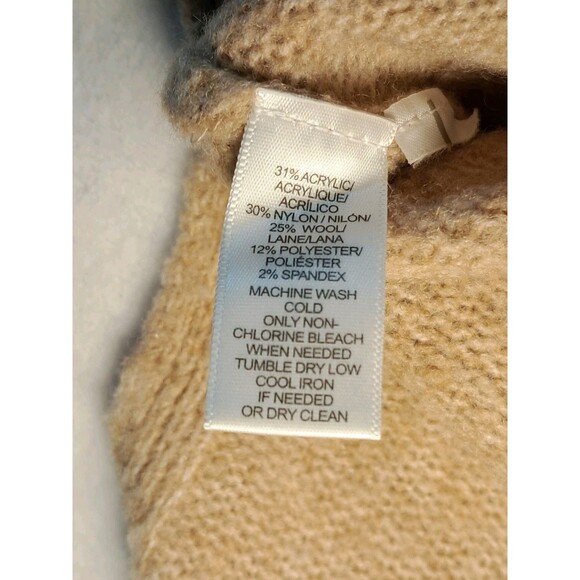 31% ACRYLIC/
ACRYLIQUE/
ACRÍLICO
30% NYLON / NILÓN/
25% WOOL/
LAINE/LANA
12% POLYESTER/
POLIÉSTER
2% SPANDEX
MACHINE WASH
COLD
ONLY NON-
CHLORINE BLEACH
WHEN NEEDED
TUMBLE DRY LOW
COOL IRON
IF NEEDED
OR DRY CLEAN